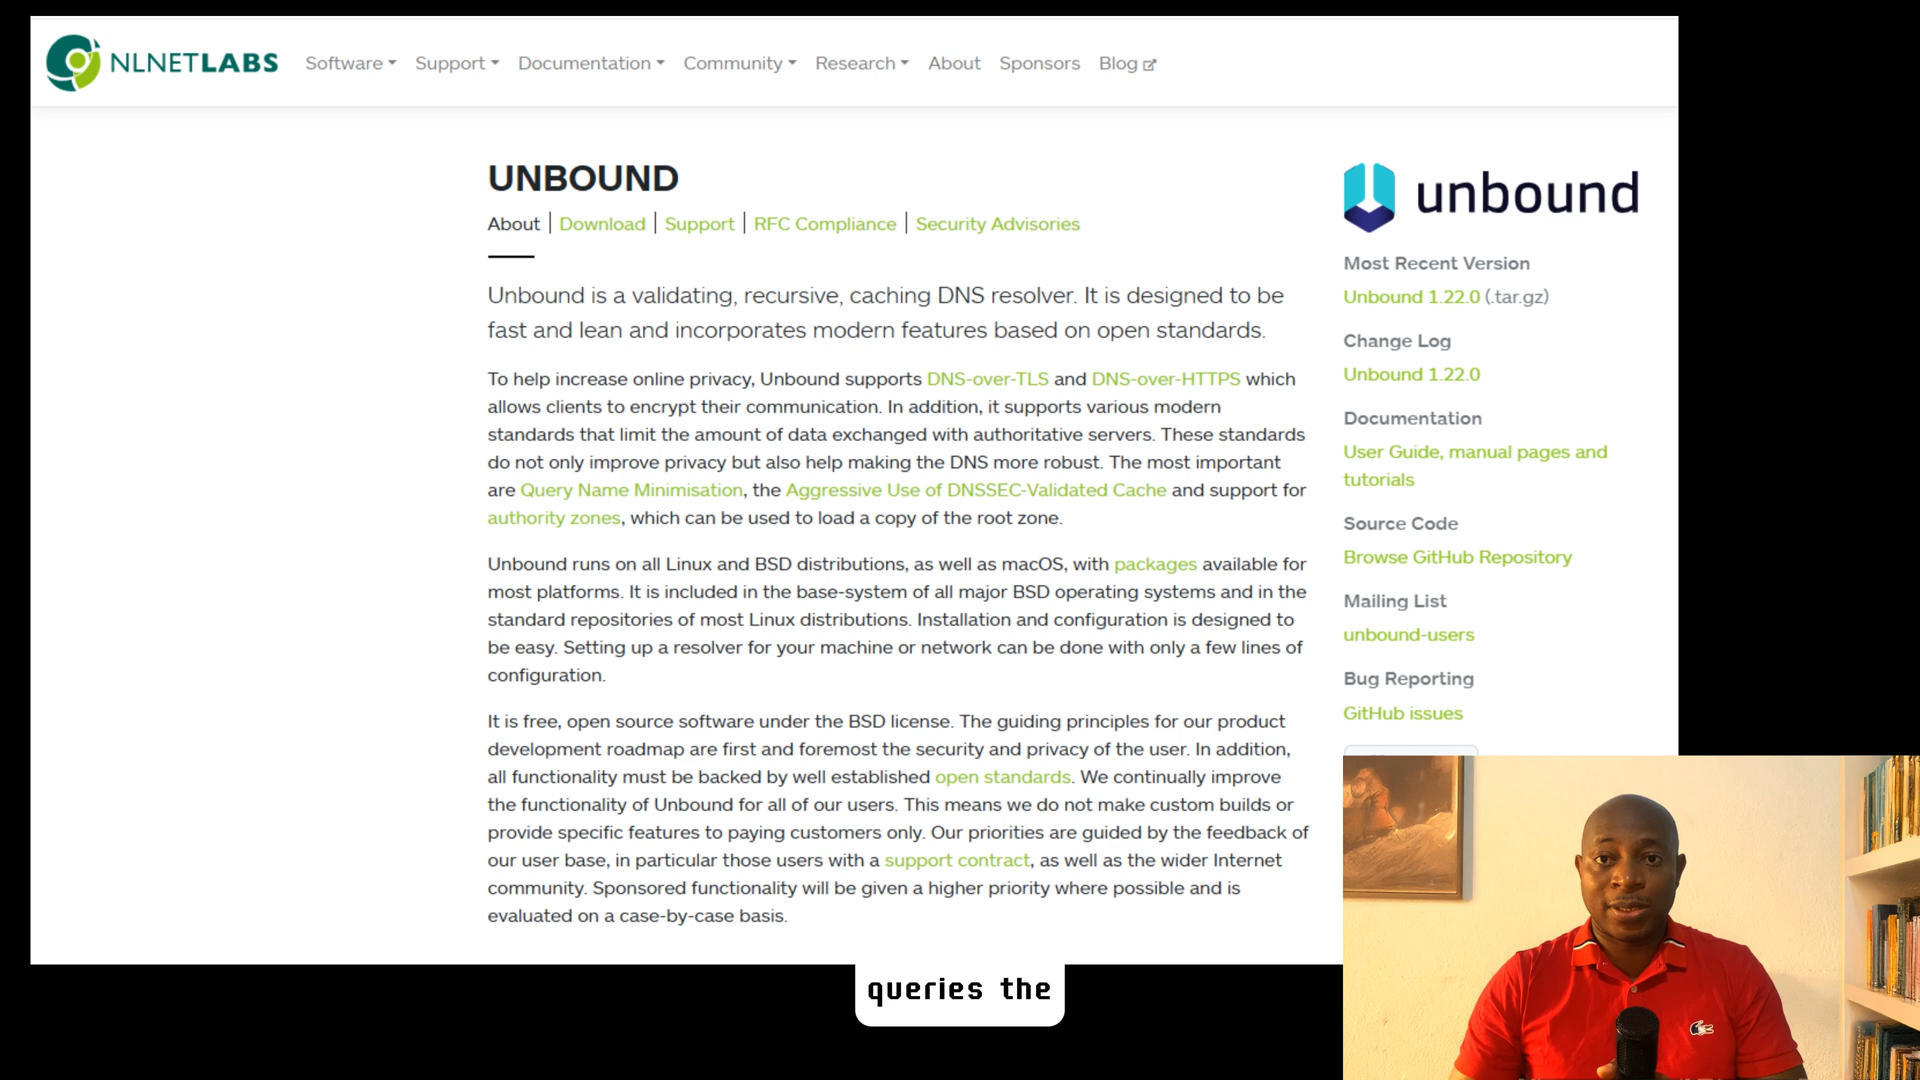 NLNETLABS Software Support Documentation Community Research About Sponsors Blog
UNBOUND
About | Download | Support | RFC Compliance | Security Advisories
Unbound is a validating, recursive, caching DNS resolver. It is designed to be
fast and lean and incorporates modern features based on open standards.
To help increase online privacy, Unbound supports DNS-over-TLS and DNS-over-HTTPS which
allows clients to encrypt their communication. In addition, it supports various modern
standards that limit the amount of data exchanged with authoritative servers. These standards
do not only improve privacy but also help making the DNS more robust. The most important
are Query Name Minimisation, the Aggressive Use of DNSSEC-Validated Cache and support for
authority zones, which can be used to load a copy of the root zone.
Unbound runs on all Linux and BSD distributions, as well as macOS, with packages available for
most platforms. It is included in the base-system of all major BSD operating systems and in the
standard repositories of most Linux distributions. Installation and configuration is designed to
be easy. Setting up a resolver for your machine or network can be done with only a few lines of
configuration.
It is free, open source software under the BSD license. The guiding principles for our product
development roadmap are first and foremost the security and privacy of the user. In addition,
all functionality must be backed by well established open standards. We continually improve
the functionality of Unbound for all of our users. This means we do not make custom builds or
provide specific features to paying customers only. Our priorities are guided by the feedback of
our user base, in particular those users with a support contract, as well as the wider Internet
community. Sponsored functionality will be given a higher priority where possible and is
evaluated on a case-by-case basis.
unbound
Most Recent Version
Unbound 1.22.0 (.tar.gz)
Change Log
Unbound 1.22.0
Documentation
User Guide, manual pages and
tutorials
Source Code
Browse GitHub Repository
Mailing List
unbound-users
Bug Reporting
GitHub issues
queries the